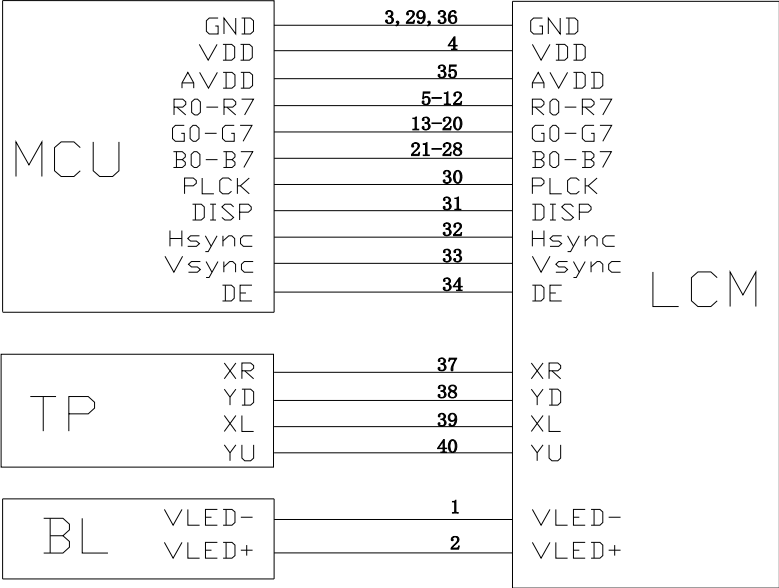 GND 3,29,36 GND
VDD 4 VDD
AVDD 35 AVDD
R0-R7 5-12 R0-R7
G0-G7 13-20 G0-G7
MCU B0-B7 21-28 B0-B7
PLCK 30 PLCK
DISP 31 DISP
Hsync 32 Hsync
Vsync 33 Vsync
DE 34 DE
LCM
XR 37 XR
YD 38 YD
TP
XL 39 XL
YU 40 YU
VLED- 1 VLED-
BL
VLED+ 2 VLED+